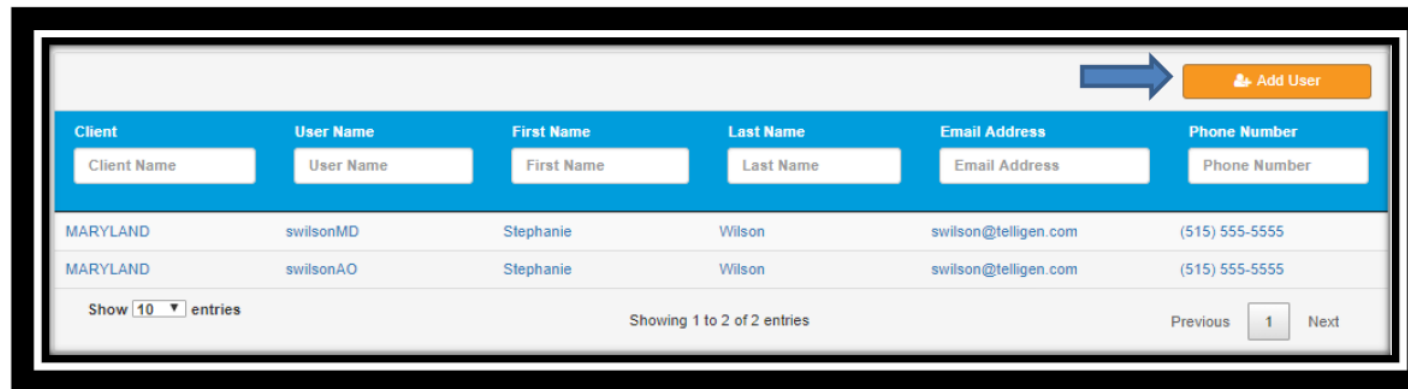 Add User
Client User Name First Name Last Name Email Address Phone Number
Client Name User Name First Name Last Name Email Address Phone Number
MARYLAND swilsonMD Stephanie Wilson swilson@telligen.com (515) 555-5555
MARYLAND swilsonAO Stephanie Wilson swilson@telligen.com (515) 555-5555
Show 10 entries Showing 1 to 2 of 2 entries Previous 1 Next